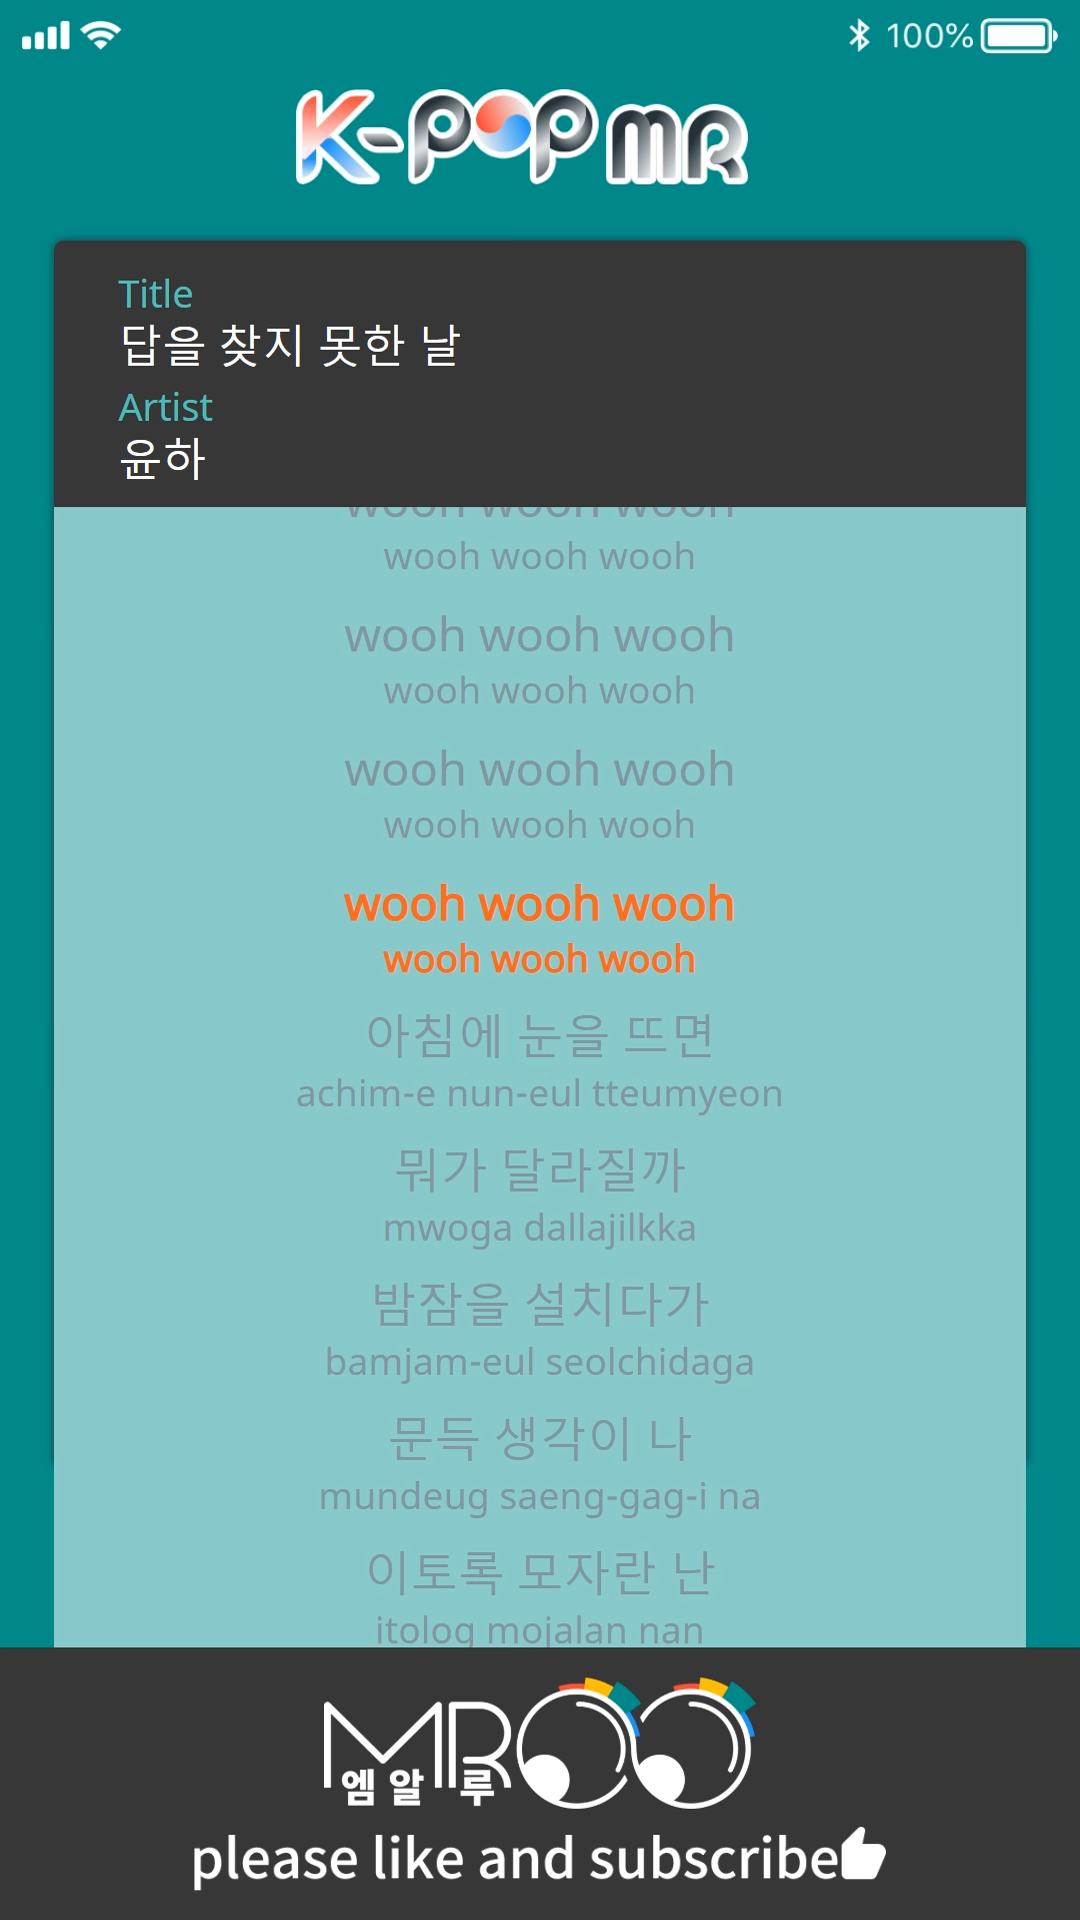 100%
K-POP MR
Title
답을 찾지 못한 날
Artist
윤하
wooh wooh wooh
wooh wooh wooh
wooh wooh wooh
wooh wooh wooh
wooh wooh wooh
wooh wooh wooh
wooh wooh wooh
wooh wooh wooh
아침에 눈을 뜨면
achim-e nun-eul tteumyeon
뭐가 달라질까
mwoga dallajilkka
밤잠을 설치다가
bamjam-eul seolchidaga
문득 생각이 나
mundeug saeng-gag-i na
이토록 모자란 난
itolog mojalan nan
MROO
엠알루
please like and subscribe